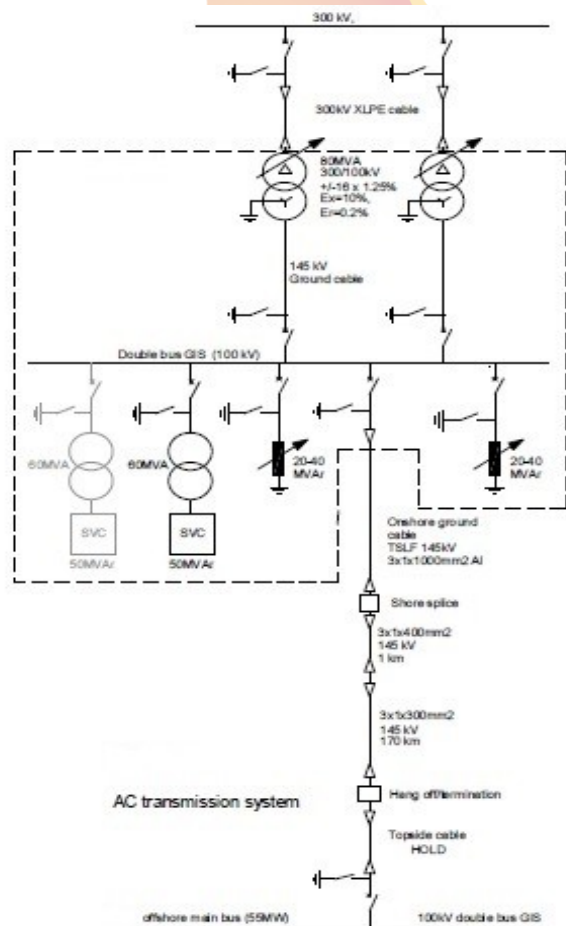 300 kV,
300kV XLPE cable
80MVA
300/100kV
+/-16 x 1.25%
Ex=10%,
Er=0.2%
145 kV
Ground cable
Double bus GIS (100 kV)
60MVA
60MVA
20-40
MVAr
20-40
MVAr
SVC
SVC
50MVAr
50MVAr
Onshore ground
cable
TSLF 145kV
3x1x1000mm2 Al
Shore splice
3x1x400mm2
145 kV
1 km
3x1x300mm2
145 kV
170 km
AC transmission system
Hang off/termination
Topside cable
HOLD
offshore main bus (55MW)
100kV double bus GIS